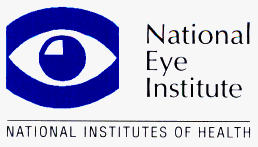 National
Eye
Institute
NATIONAL INSTITUTES OF HEALTH